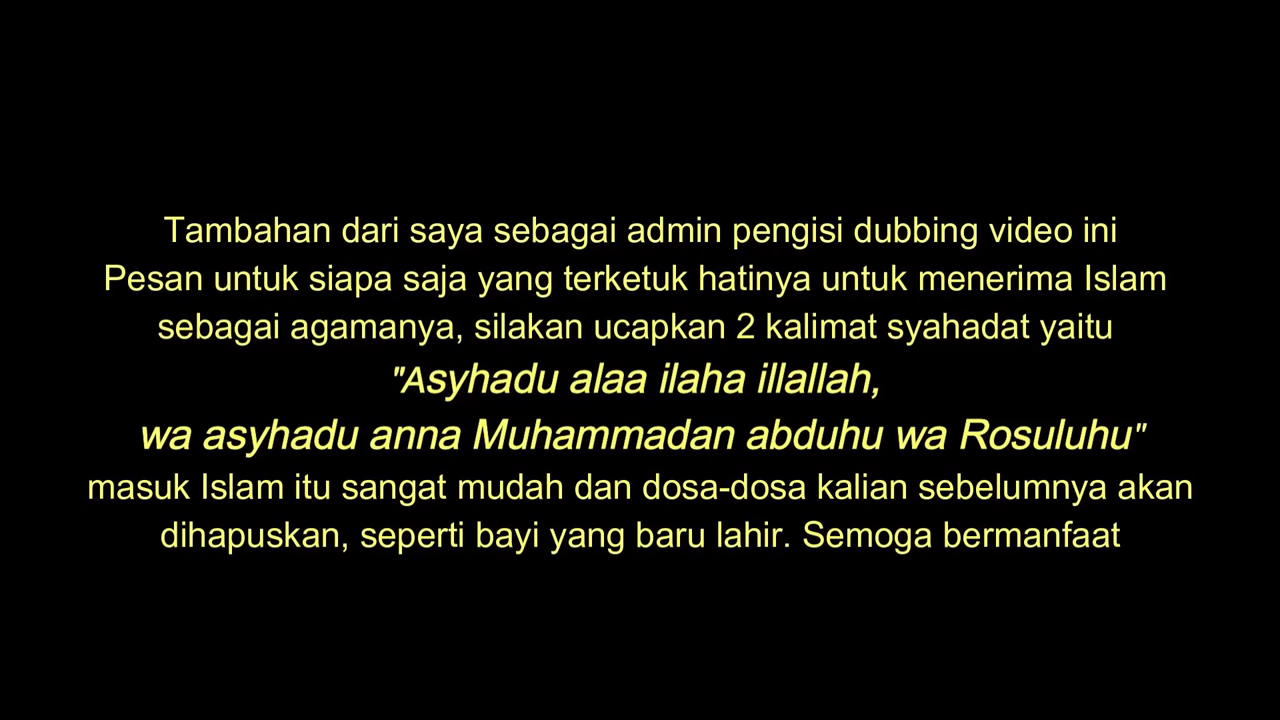 Tambahan dari saya sebagai admin pengisi dubbing video ini
Pesan untuk siapa saja yang terketuk hatinya untuk menerima Islam
sebagai agamanya, silakan ucapkan 2 kalimat syahadat yaitu
"Asyhadu alaa ilaha illallah,
wa asyhadu anna Muhammadan abduhu wa Rosuluhu"
masuk Islam itu sangat mudah dan dosa-dosa kalian sebelumnya akan
dihapuskan, seperti bayi yang baru lahir. Semoga bermanfaat